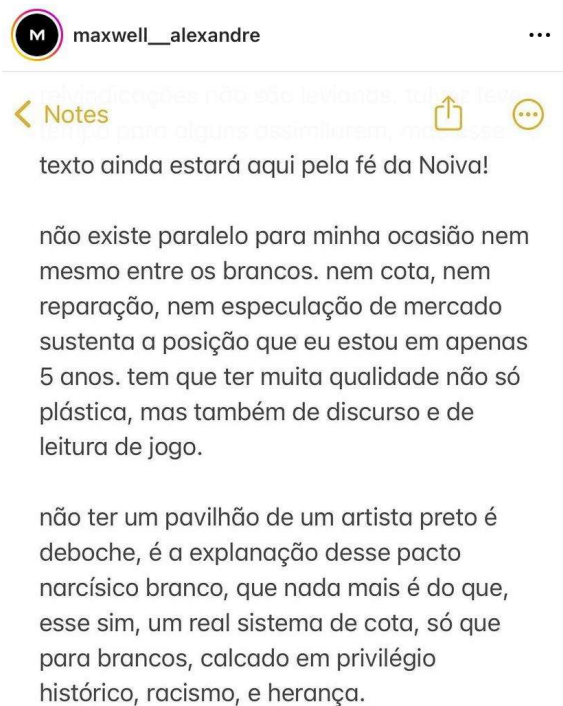 M
maxwell__alexandre
Notes
texto ainda estará aqui pela fé da Noiva!
não existe paralelo para minha ocasião nem
mesmo entre os brancos. nem cota, nem
reparação, nem especulação de mercado
sustenta a posição que eu estou em apenas
5 anos. tem que ter muita qualidade não só
plástica, mas também de discurso e de
leitura de jogo.
não ter um pavilhão de um artista preto é
deboche, é a explanação desse pacto
narcísico branco, que nada mais é do que,
esse sim, um real sistema de cota, só que
para brancos, calcado em privilégio
histórico, racismo, e herança.